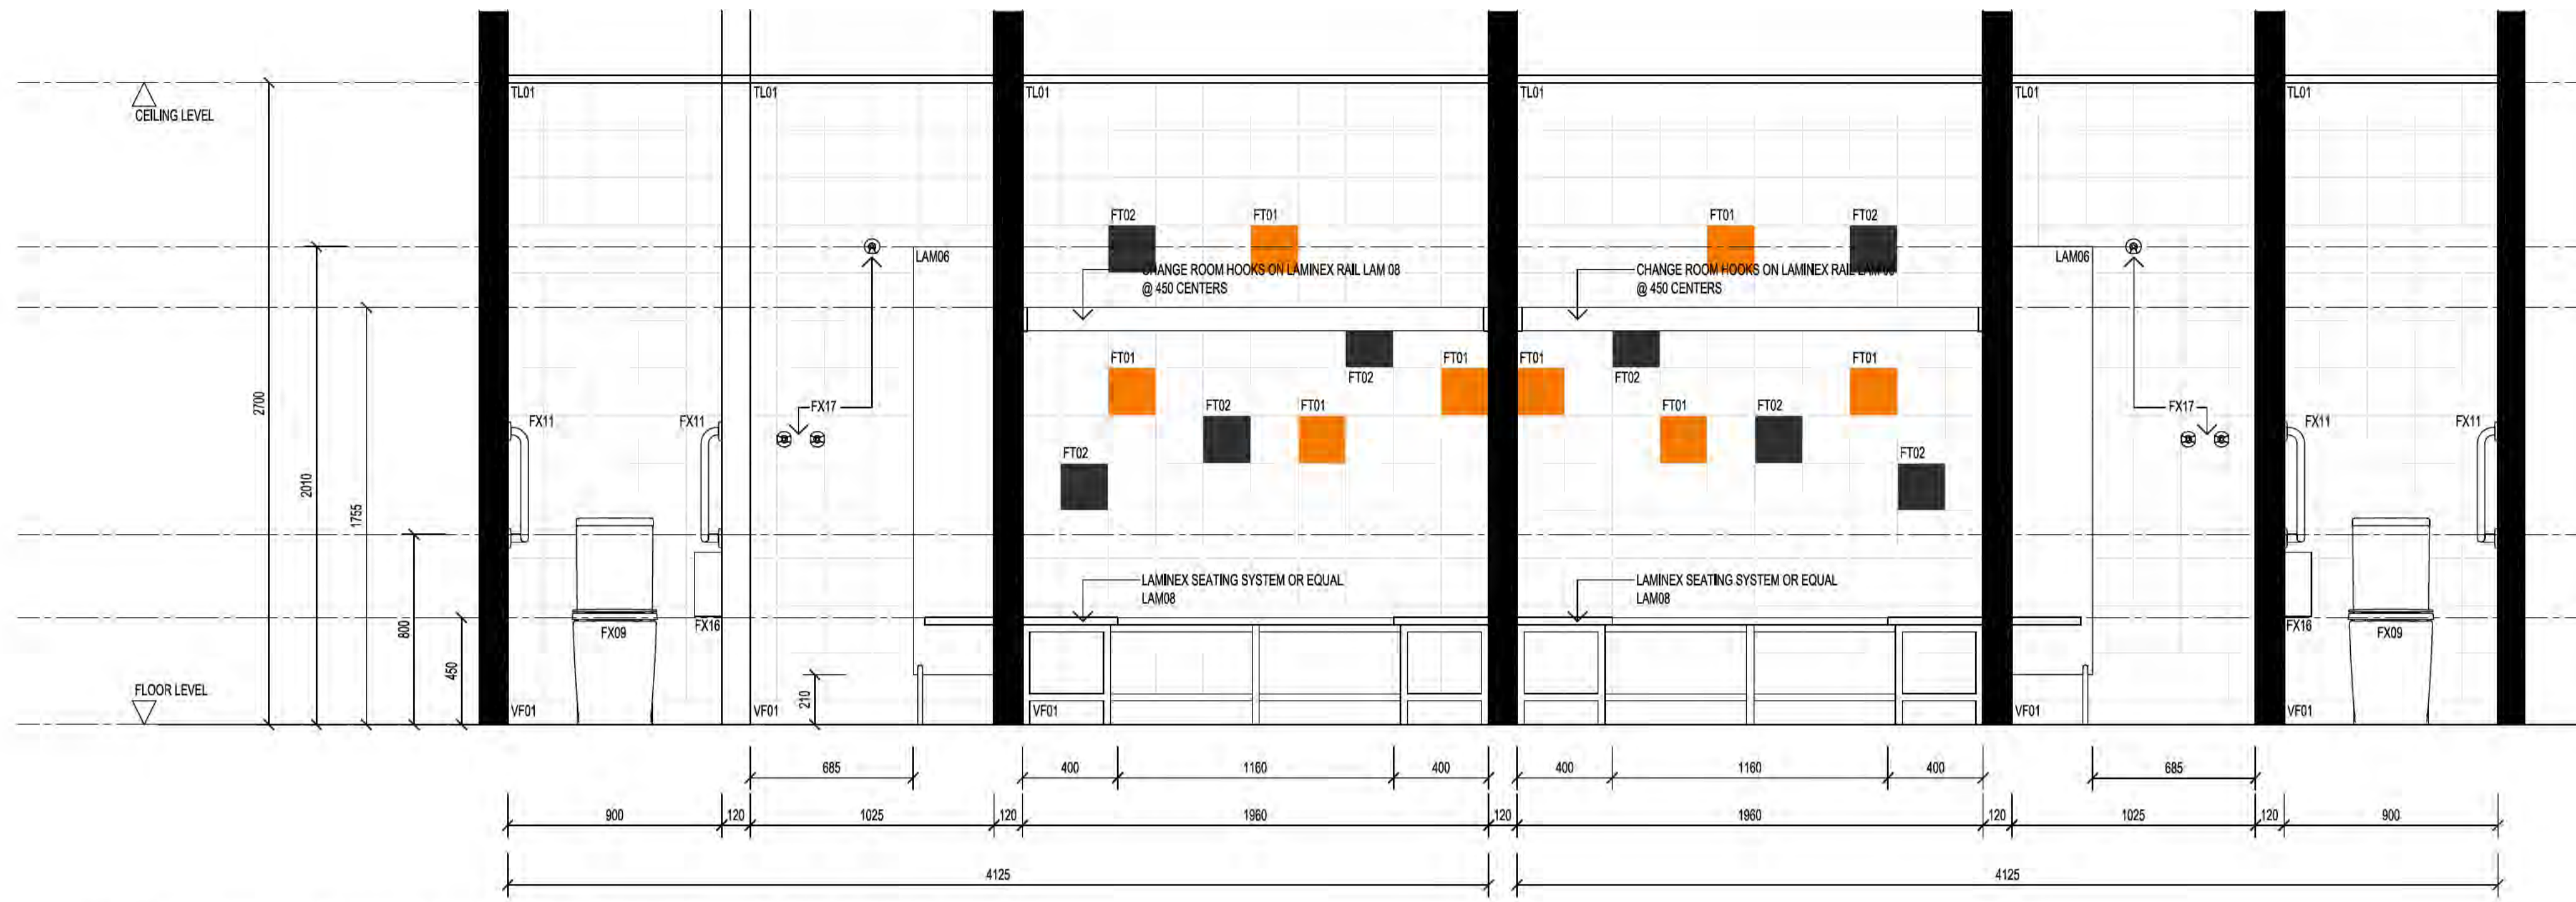 CEILING LEVEL
TL01
TL01
TL01
TL01
TL01
TL01
FT02
FT01
FT01
FT02
LAM06
LAM06
CHANGE ROOM HOOKS ON LAMINEX RAIL LAM 08
@ 450 CENTERS
CHANGE ROOM HOOKS ON LAMINEX RAIL
@ 450 CENTERS
FT01
FT02
FT01
FT01
FT02
FT01
2700
2010
1755
FX11
FX11
FX17
FT02
FT01
FT01
FT02
FX17
FX11
FX11
FT02
FT02
800
450
LAMINEX SEATING SYSTEM OR EQUAL
LAM08
LAMINEX SEATING SYSTEM OR EQUAL
LAM08
FX09
FX16
FX16
FX09
FLOOR LEVEL
210
VF01
VF01
VF01
VF01
VF01
685
400
1160
400
400
1160
400
685
900
120
1025
120
1960
120
1960
120
1025
120
900
4125
4125